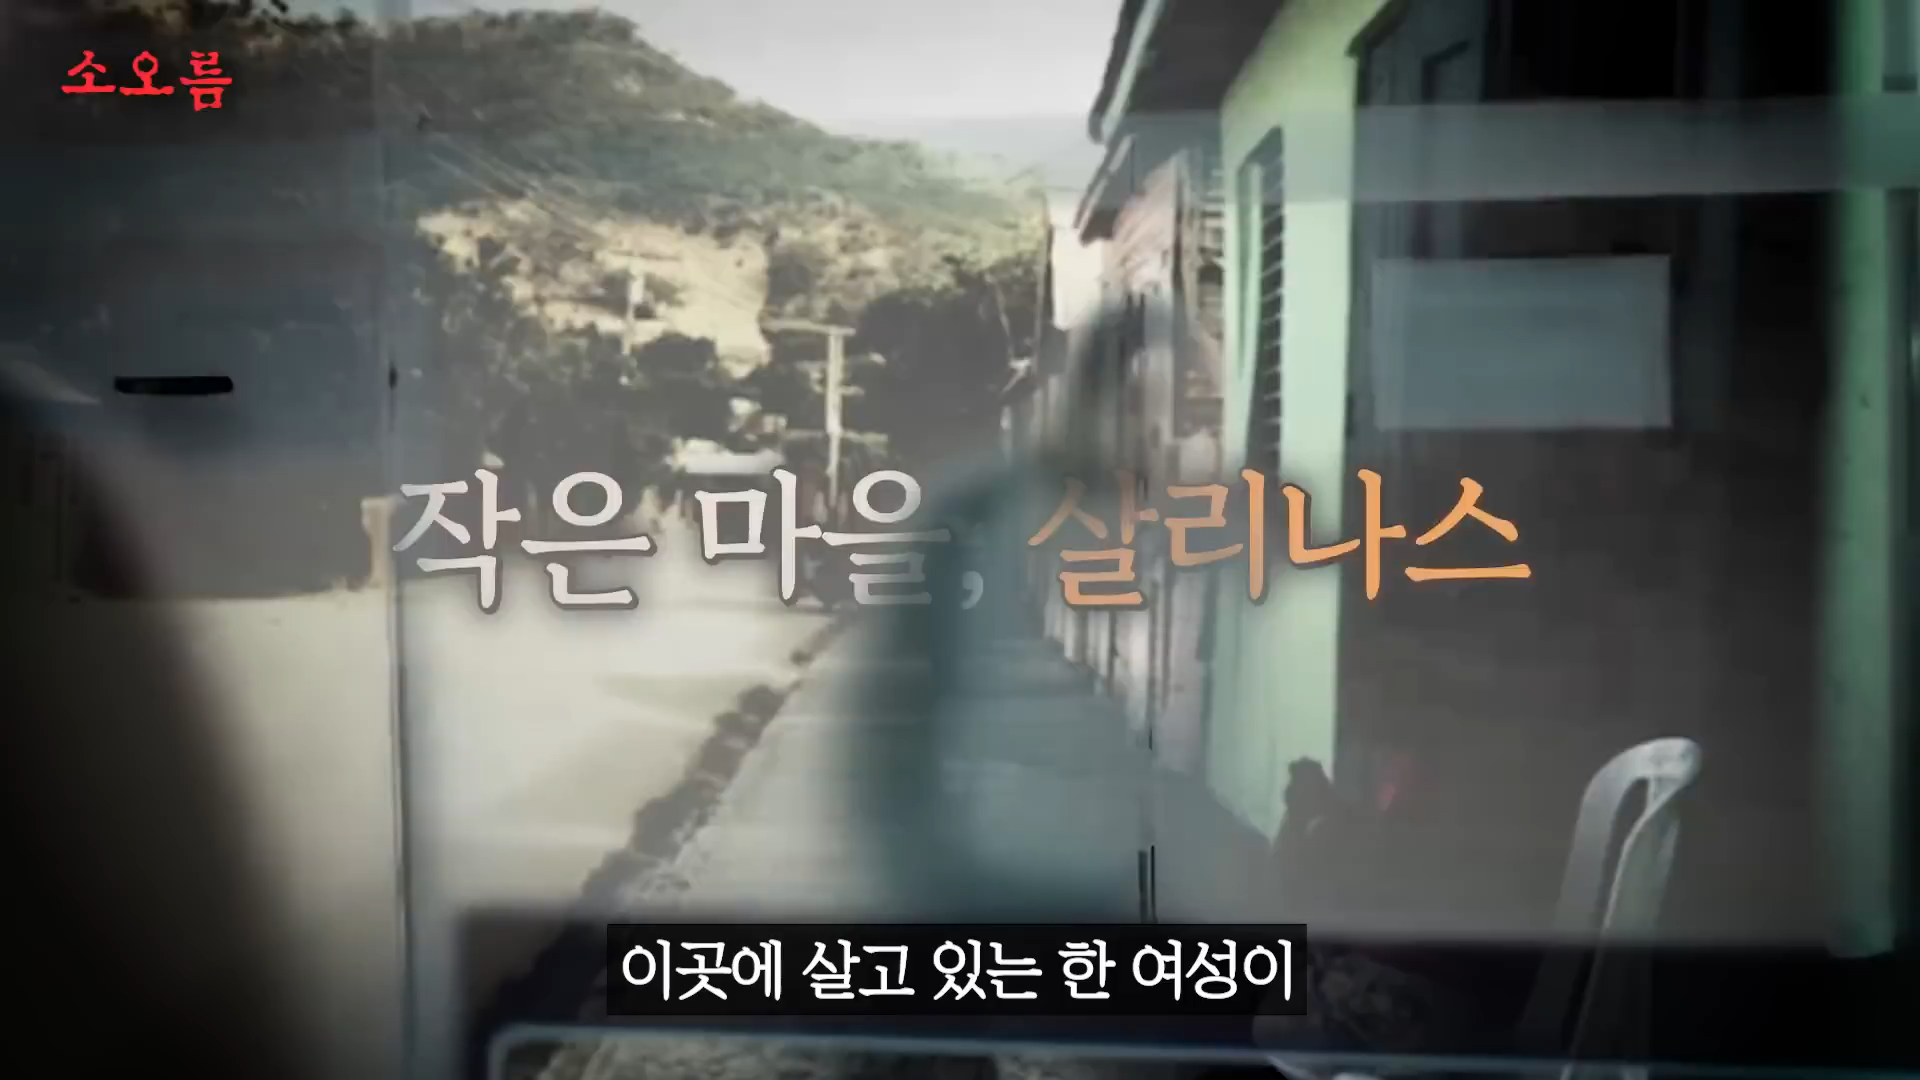 소오름
작은 마을, 살리나스
이곳에 살고 있는 한 여성이